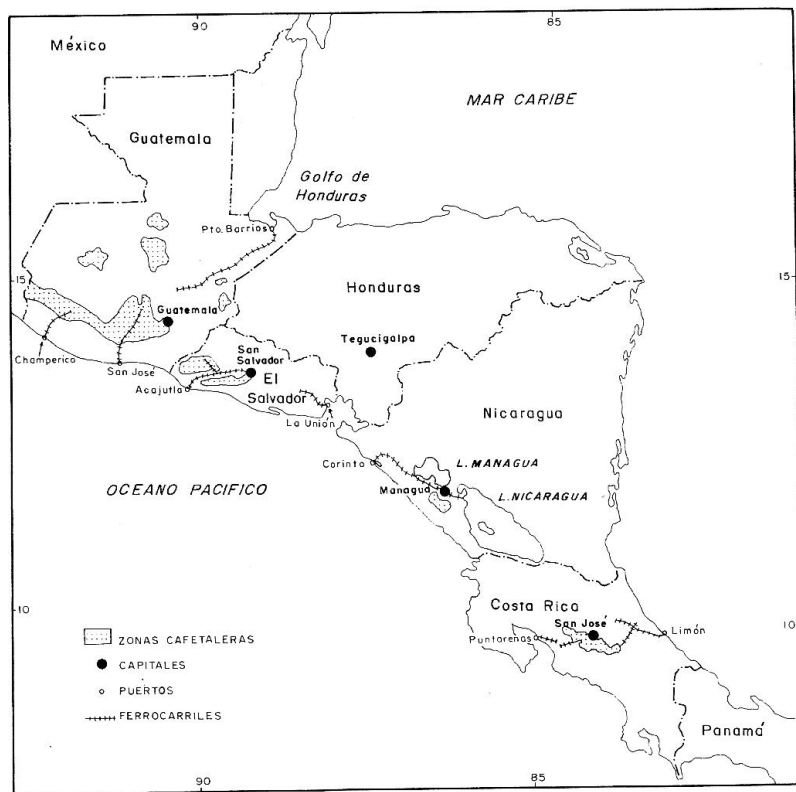 90
85
México
MAR CARIBE
Guatemala
Golfo de
Honduras
Pto. Barrios
15
15
Honduras
Guatemala
Tegucigalpa
Champerico
San José
San
Salvador
Acajutla
El
Salvador
La Unión
Nicaragua
Corinto
L. MANAGUA
Managua
L. NICARAGUA
OCEANO PACIFICO
10
10
Costa Rica
San José
Limón
Puntarenas
ZONAS CAFETALERAS
CAPITALES
PUERTOS
FERROCARRILES
Panamá
90
85